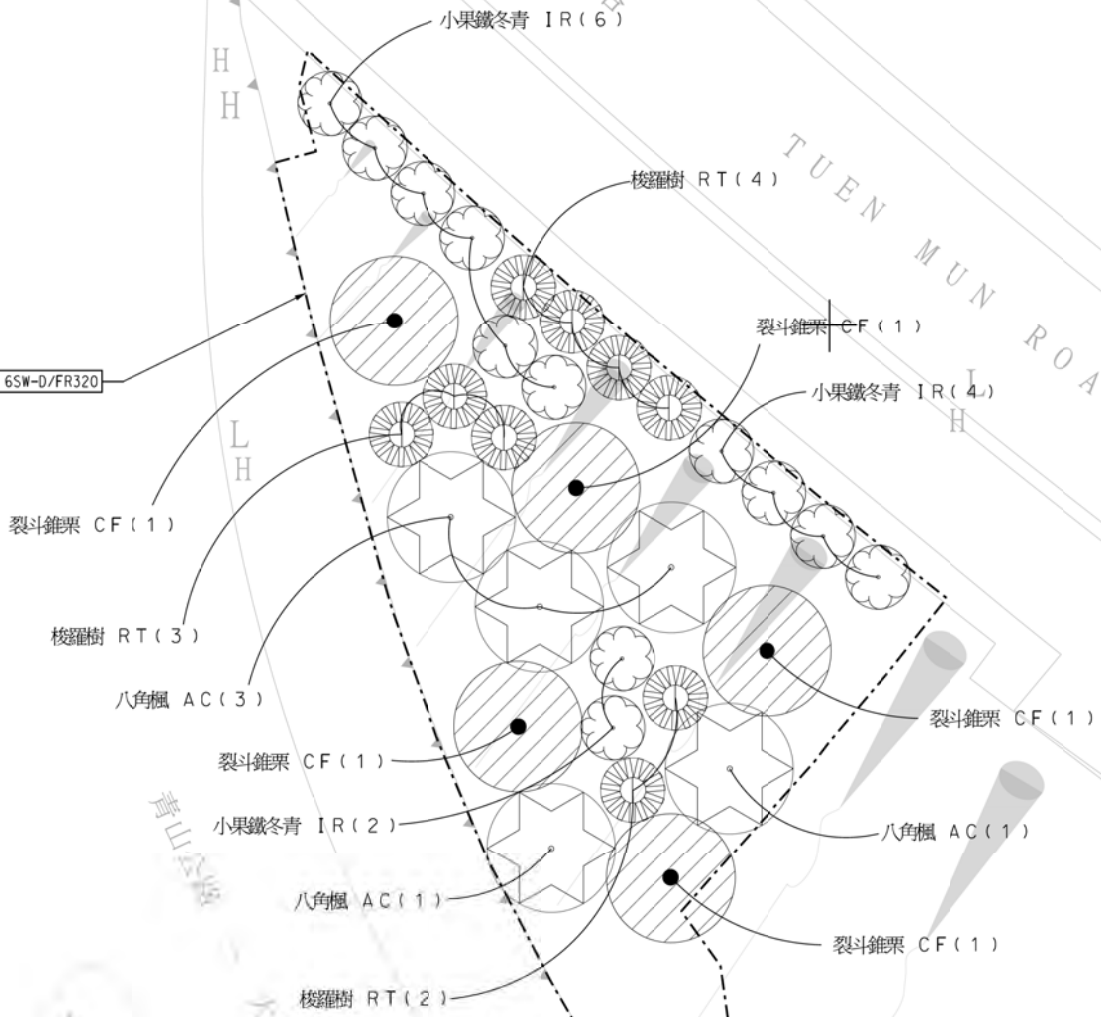 小果鐵冬青 IR(6)
H
H
TUEN MUN ROA
梭羅樹 RT(4)
裂斗錐栗 CF(1)
6SW-D/FR320
小果鐵冬青 IR(4)
L
H
L
H
裂斗錐栗 CF(1)
梭羅樹 RT(3)
八角楓 AC(3)
裂斗錐栗 CF(1)
裂斗錐栗 CF(1)
青山公路
小果鐵冬青 IR(2)
八角楓 AC(1)
八角楓 AC(1)
裂斗錐栗 CF(1)
梭羅樹 RT(2)